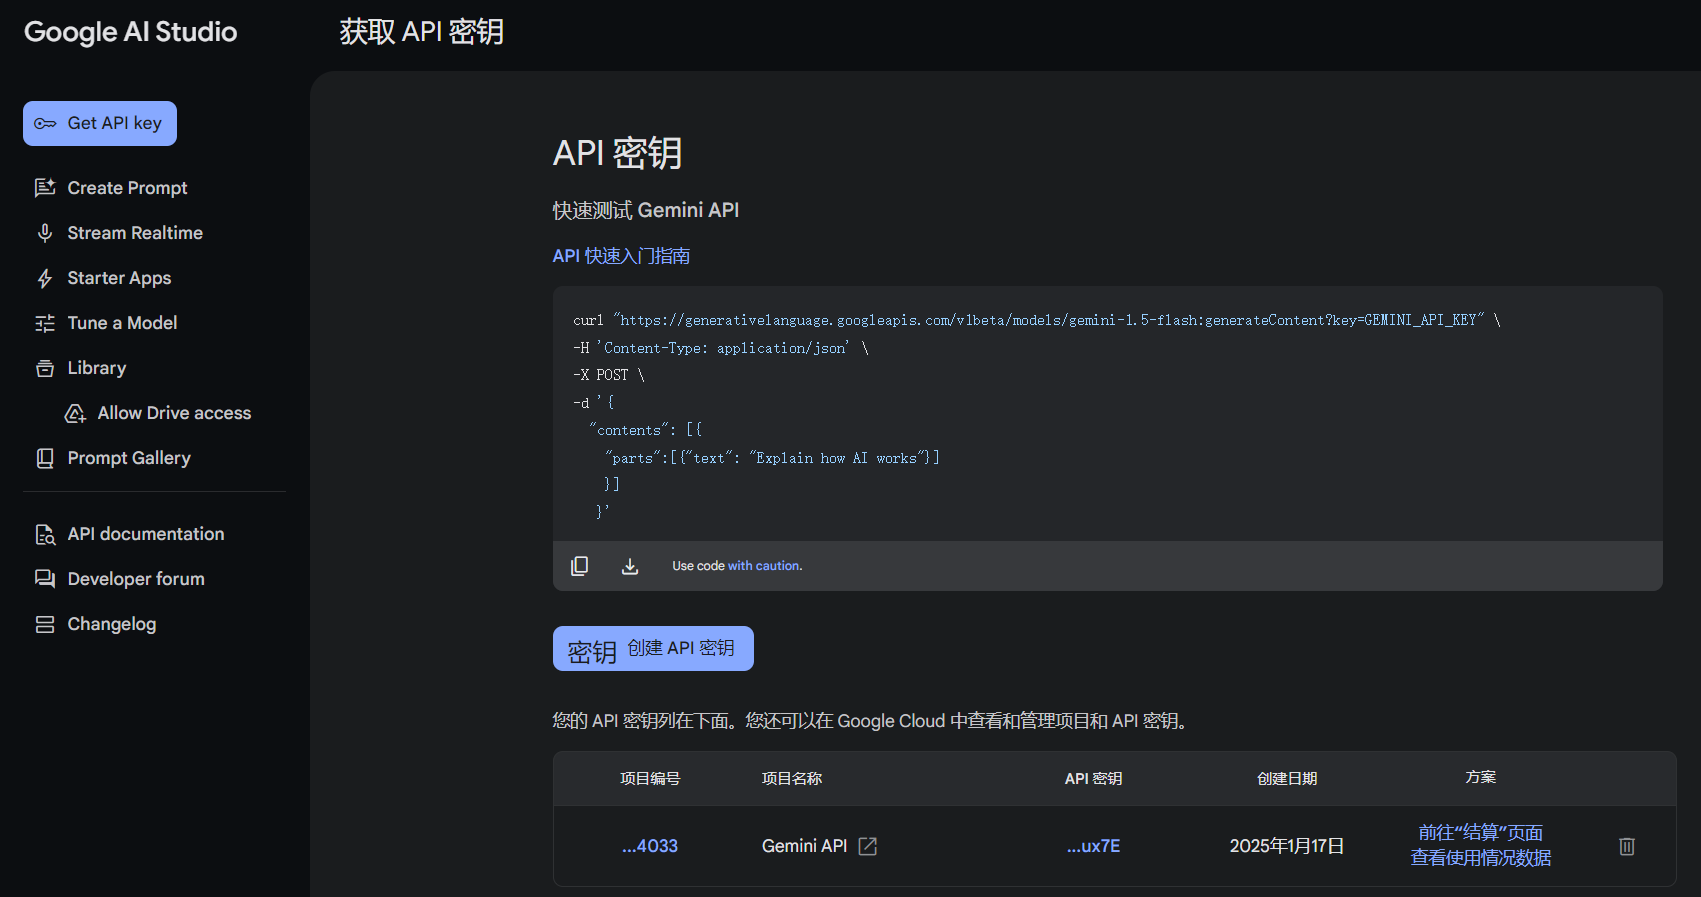 Google AI Studio
获取 API 密钥
Get API key
Create Prompt
Stream Realtime
Starter Apps
Tune a Model
Library
Allow Drive access
Prompt Gallery
API documentation
Developer forum
Changelog
API 密钥
快速测试 Gemini API
API 快速入门指南
curl "https://generativelanguage.googleapis.com/v1beta/models/gemini-1.5-flash:generateContent?key=GEMINI_API_KEY" \
-H 'Content-Type: application/json' \
-X POST \
-d '{
"contents": [{
"parts":[{"text": "Explain how AI works"}]
}]
}'
Use code with caution.
密钥 创建 API 密钥
您的 API 密钥列在下面。您还可以在 Google Cloud 中查看和管理项目和 API 密钥。
项目编号 项目名称 API 密钥 创建日期 方案
...4033 Gemini API ...ux7E 2025年1月17日 前往“结算”页面
查看使用情况数据